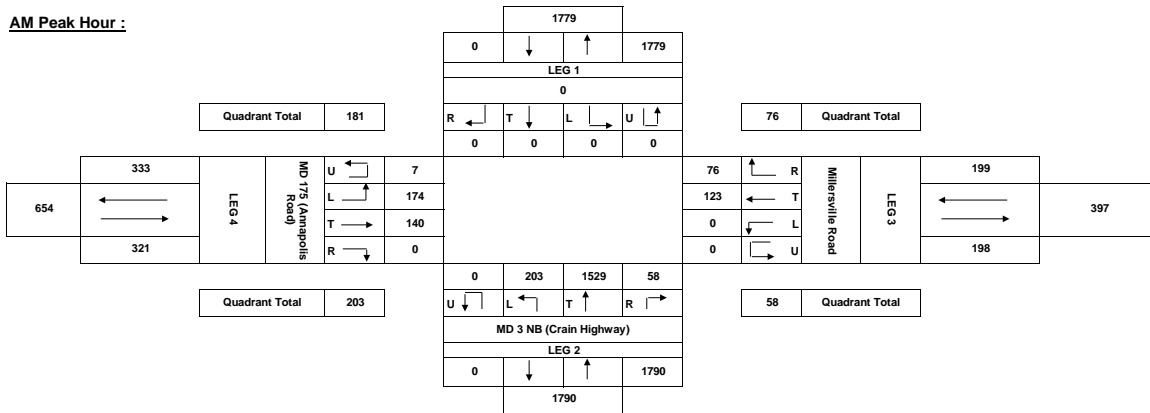 AM Peak Hour :
1779
0 1779
LEG 1
0
Quadrant Total 181
R T L U
76 Quadrant Total
0 0 0 0
333
U 7
76 R
199
654
LEG 4
MD 175 (Annapolis
Road)
L 174
123 T
Millersville Road
LEG 3
397
T 140
0 L
321
R 0
0 U
198
0 203 1529 58
Quadrant Total 203
U L T R
58 Quadrant Total
MD 3 NB (Crain Highway)
LEG 2
0 1790
1790